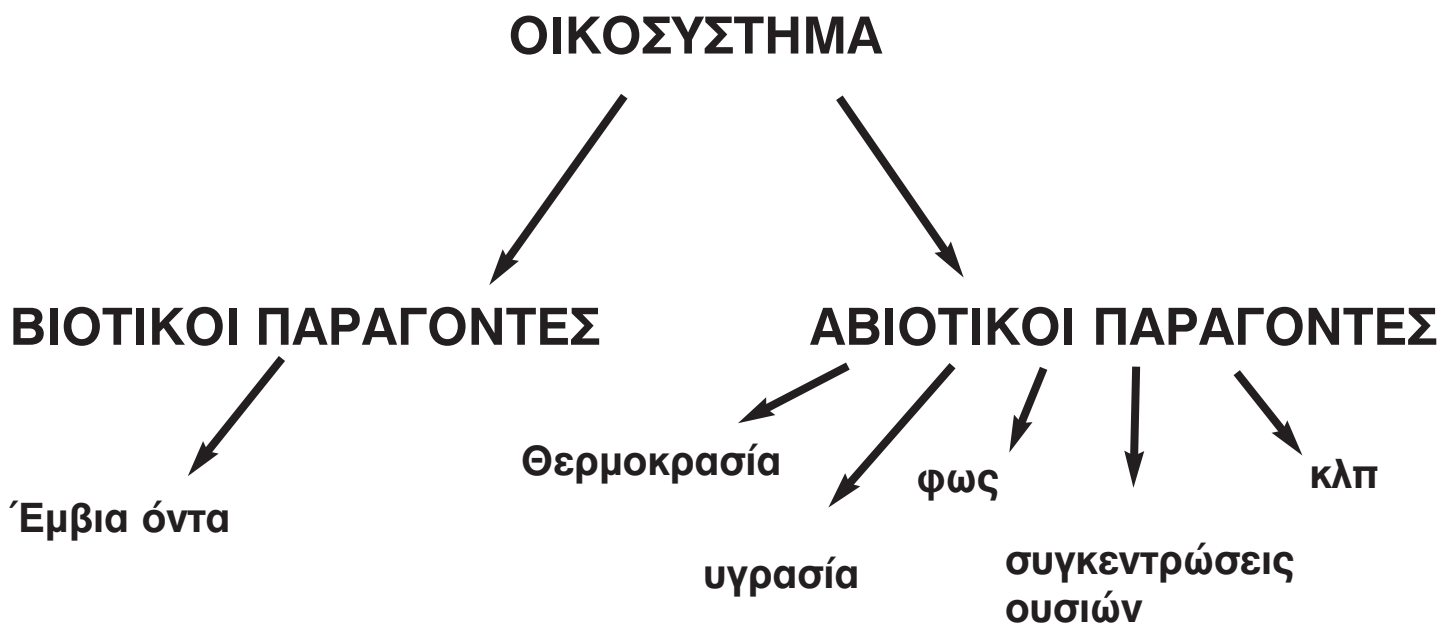 ΟΙΚΟΣΥΣΤΗΜΑ
ΒΙΟΤΙΚΟΙ ΠΑΡΑΓΟΝΤΕΣ
ΑΒΙΟΤΙΚΟΙ ΠΑΡΑΓΟΝΤΕΣ
Έμβια όντα
Θερμοκρασία
υγρασία
φως
συγκεντρώσεις
ουσιών
κλπ